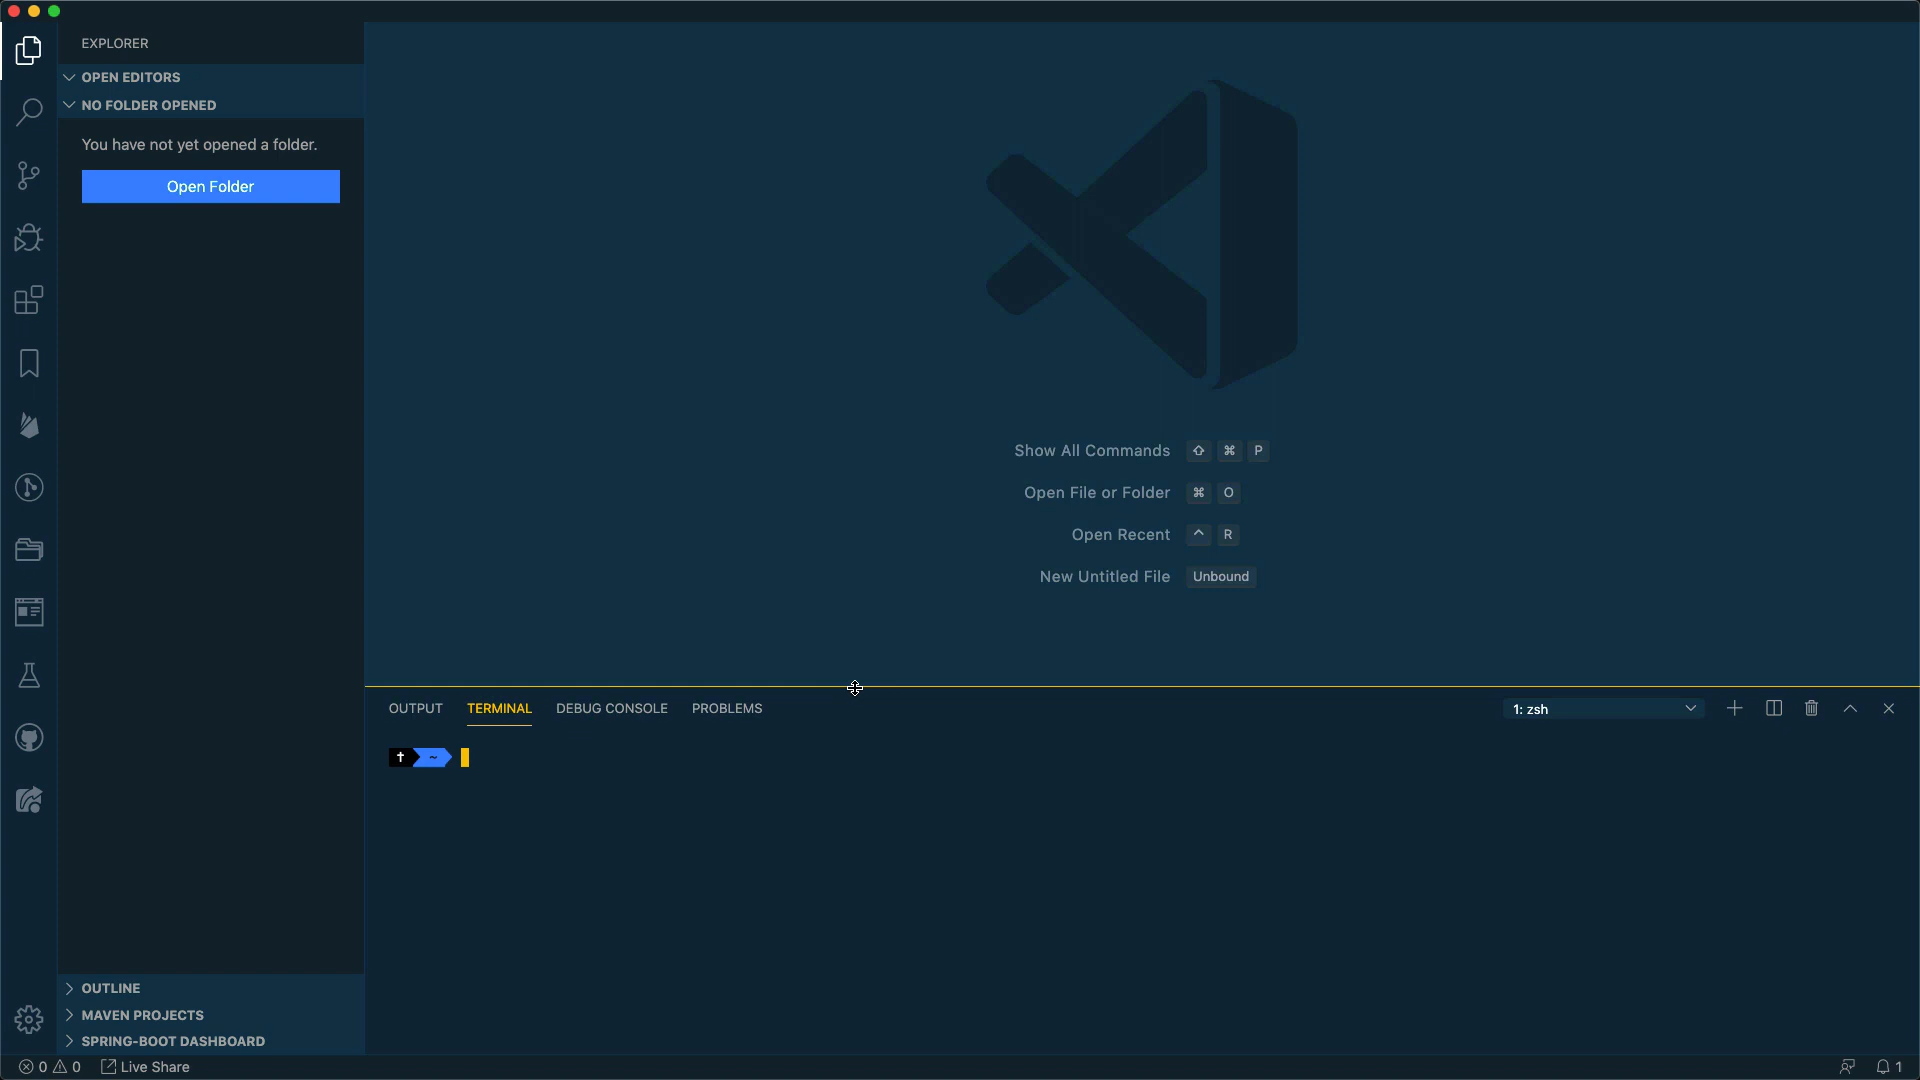 EXPLORER
OPEN EDITORS
NO FOLDER OPENED
You have not yet opened a folder.
Open Folder
Show All Commands ⇧ ⌘ P
Open File or Folder ⌘ O
Open Recent ^ R
New Untitled File Unbound
OUTPUT TERMINAL DEBUG CONSOLE PROBLEMS 1: zsh
† ~
OUTLINE
MAVEN PROJECTS
SPRING-BOOT DASHBOARD
0 0 Live Share 1